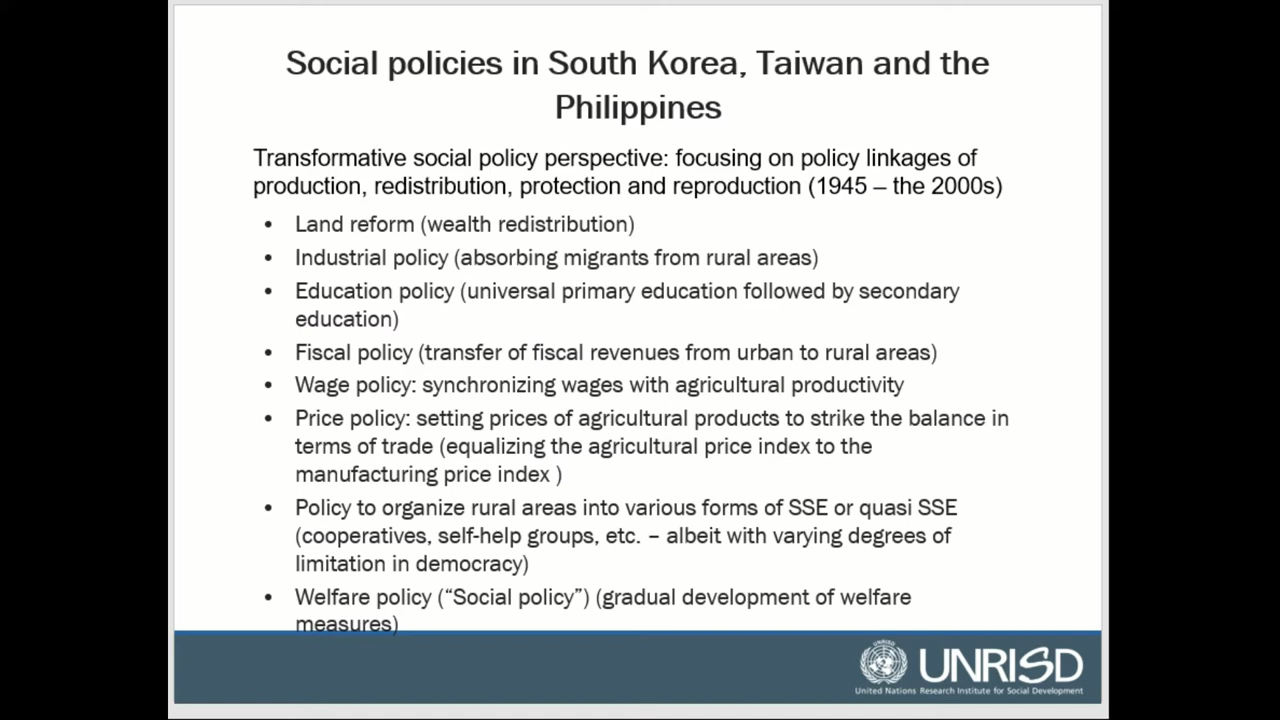 Social policies in South Korea, Taiwan and the
Philippines
Transformative social policy perspective: focusing on policy linkages of
production, redistribution, protection and reproduction (1945 – the 2000s)
• Land reform (wealth redistribution)
• Industrial policy (absorbing migrants from rural areas)
• Education policy (universal primary education followed by secondary
education)
• Fiscal policy (transfer of fiscal revenues from urban to rural areas)
• Wage policy: synchronizing wages with agricultural productivity
• Price policy: setting prices of agricultural products to strike the balance in
terms of trade (equalizing the agricultural price index to the
manufacturing price index )
• Policy to organize rural areas into various forms of SSE or quasi SSE
(cooperatives, self-help groups, etc. – albeit with varying degrees of
limitation in democracy)
• Welfare policy (“Social policy”) (gradual development of welfare
measures)
UNRISD
UNRISD
United Nations Research Institute for Social Development